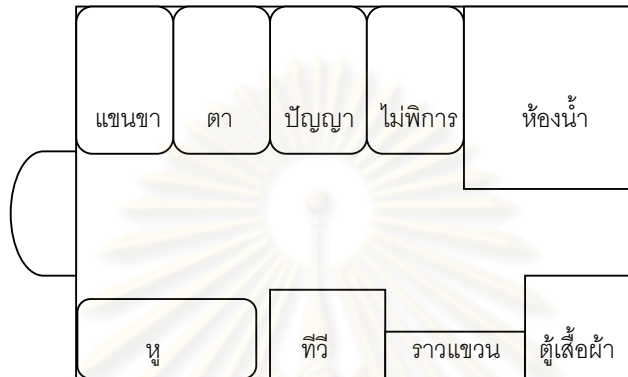 แขนขา ตา ปัญญา ไม่พิการ ห้องน้ำ
หู ทีวี ราวแขวน ตู้เสื้อผ้า